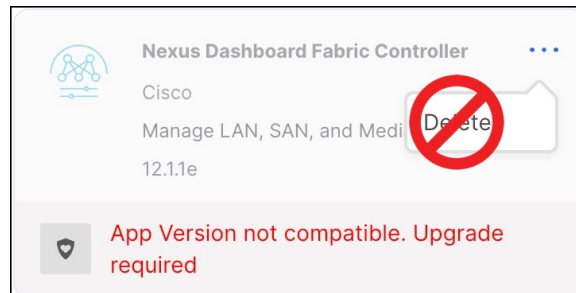 Nexus Dashboard Fabric Controller
Cisco
Manage LAN, SAN, and Medi
Delete
12.1.1e
App Version not compatible. Upgrade
required